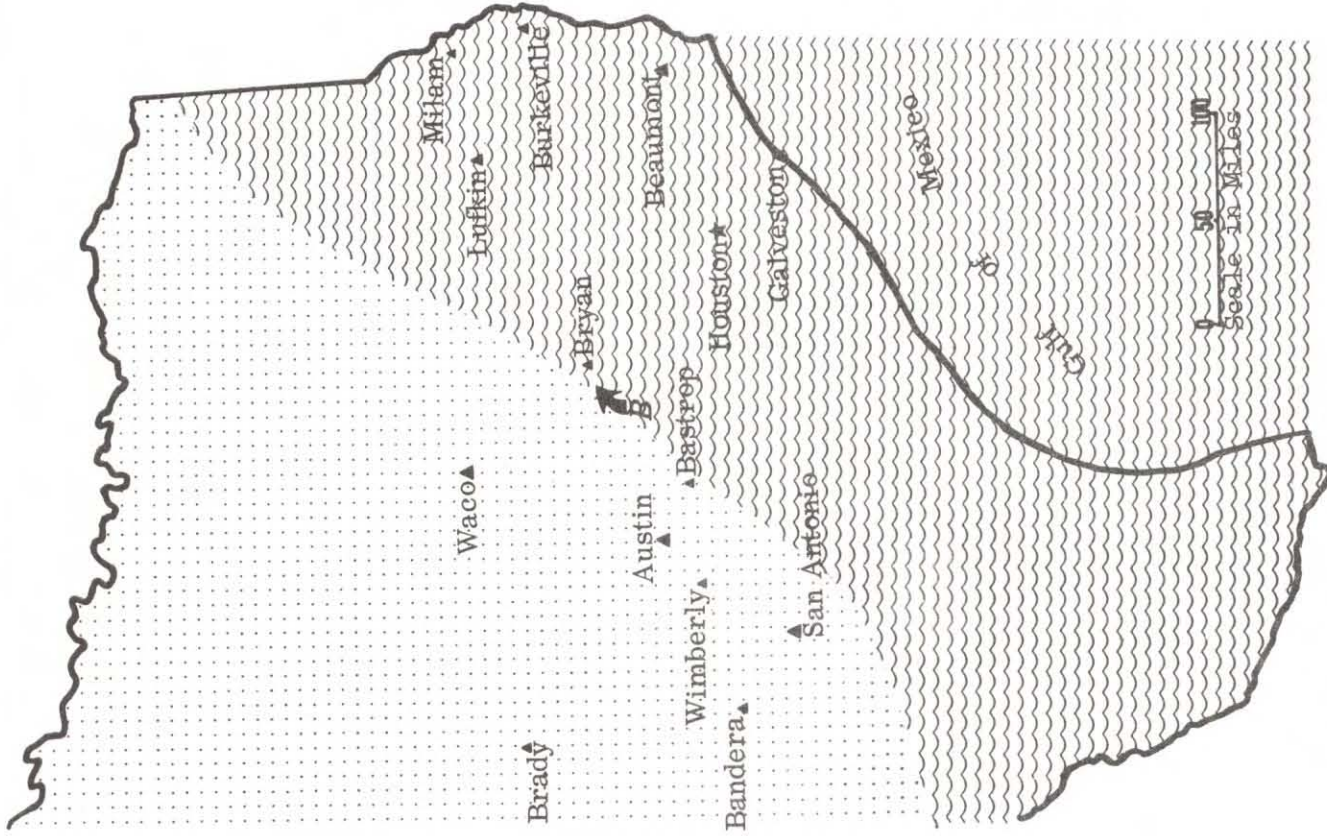 Milam
Burkeville
Lufkin
Beaumont
Bryan
Houston
Galveston
Waco
B
Bastrop
Austin
Wimberly
San Antonio
Brady
Bandera
Gulf of Mexico
0 50 100
Scale in Miles